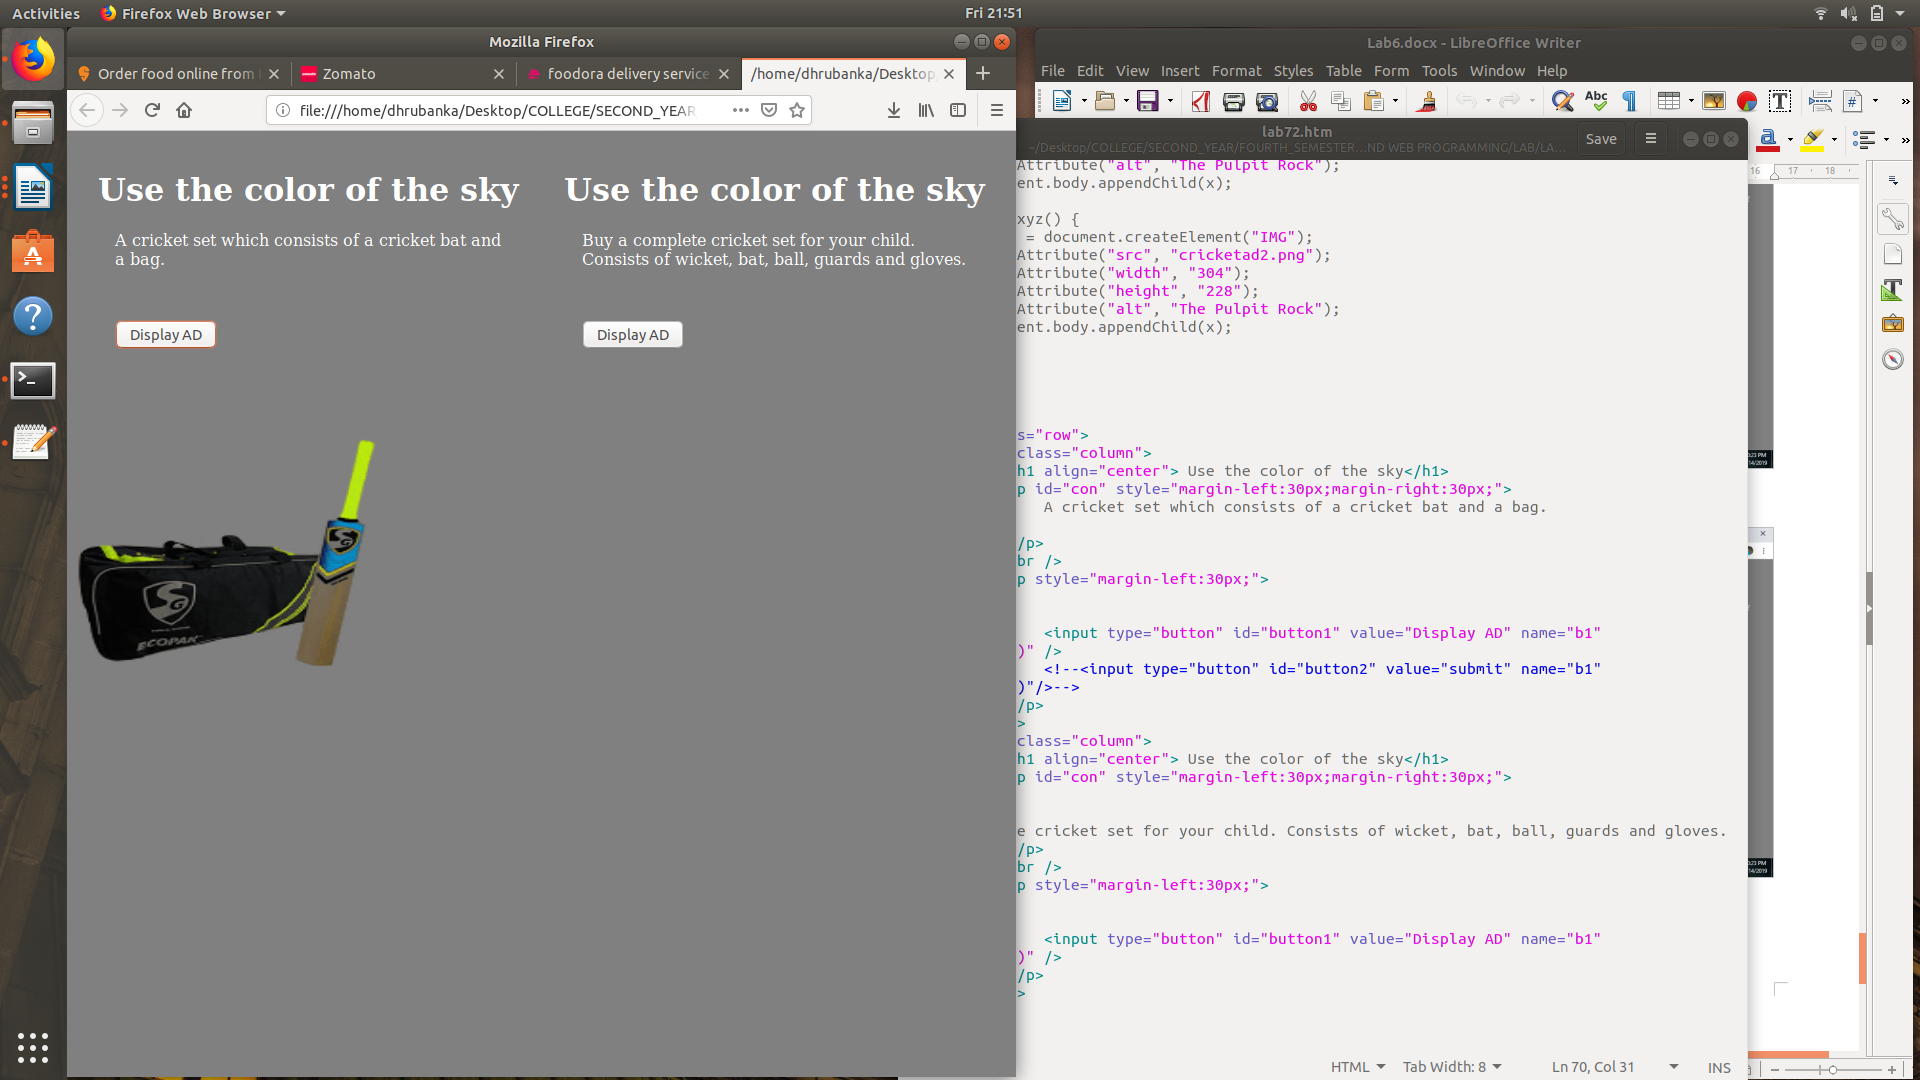 Activities
Firefox Web Browser
Fri 21:51
Mozilla Firefox
Order food online from
Zomato
foodora delivery service
/home/dhrubanka/Desktop
file:///home/dhrubanka/Desktop/COLLEGE/SECOND_YEAR
Use the color of the sky
A cricket set which consists of a cricket bat and
a bag.
Display AD
Use the color of the sky
Buy a complete cricket set for your child.
Consists of wicket, bat, ball, guards and gloves.
Display AD
SG
ECOPAK
Lab6.docx - LibreOffice Writer
File Edit View Insert Format Styles Table Form Tools Window Help
Abc
16 17 18
lab72.htm
~/Desktop/COLLEGE/SECOND_YEAR/FOURTH_SEMESTER...ND WEB PROGRAMMING/LAB/LA...
Save
Attribute("alt", "The Pulpit Rock");
ent.body.appendChild(x);
xyz() {
= document.createElement("IMG");
Attribute("src", "cricketad2.png");
Attribute("width", "304");
Attribute("height", "228");
Attribute("alt", "The Pulpit Rock");
ent.body.appendChild(x);
s="row">
class="column">
h1 align="center"> Use the color of the sky</h1>
p id="con" style="margin-left:30px;margin-right:30px;">
A cricket set which consists of a cricket bat and a bag.
/p>
br />
p style="margin-left:30px;">
<input type="button" id="button1" value="Display AD" name="b1"
)" />
<!--<input type="button" id="button2" value="submit" name="b1"
)"/>-->
/p>
>
class="column">
h1 align="center"> Use the color of the sky</h1>
p id="con" style="margin-left:30px;margin-right:30px;">
e cricket set for your child. Consists of wicket, bat, ball, guards and gloves.
/p>
br />
p style="margin-left:30px;">
<input type="button" id="button1" value="Display AD" name="b1"
)" />
/p>
>
HTML
Tab Width: 8
Ln 70, Col 31
INS